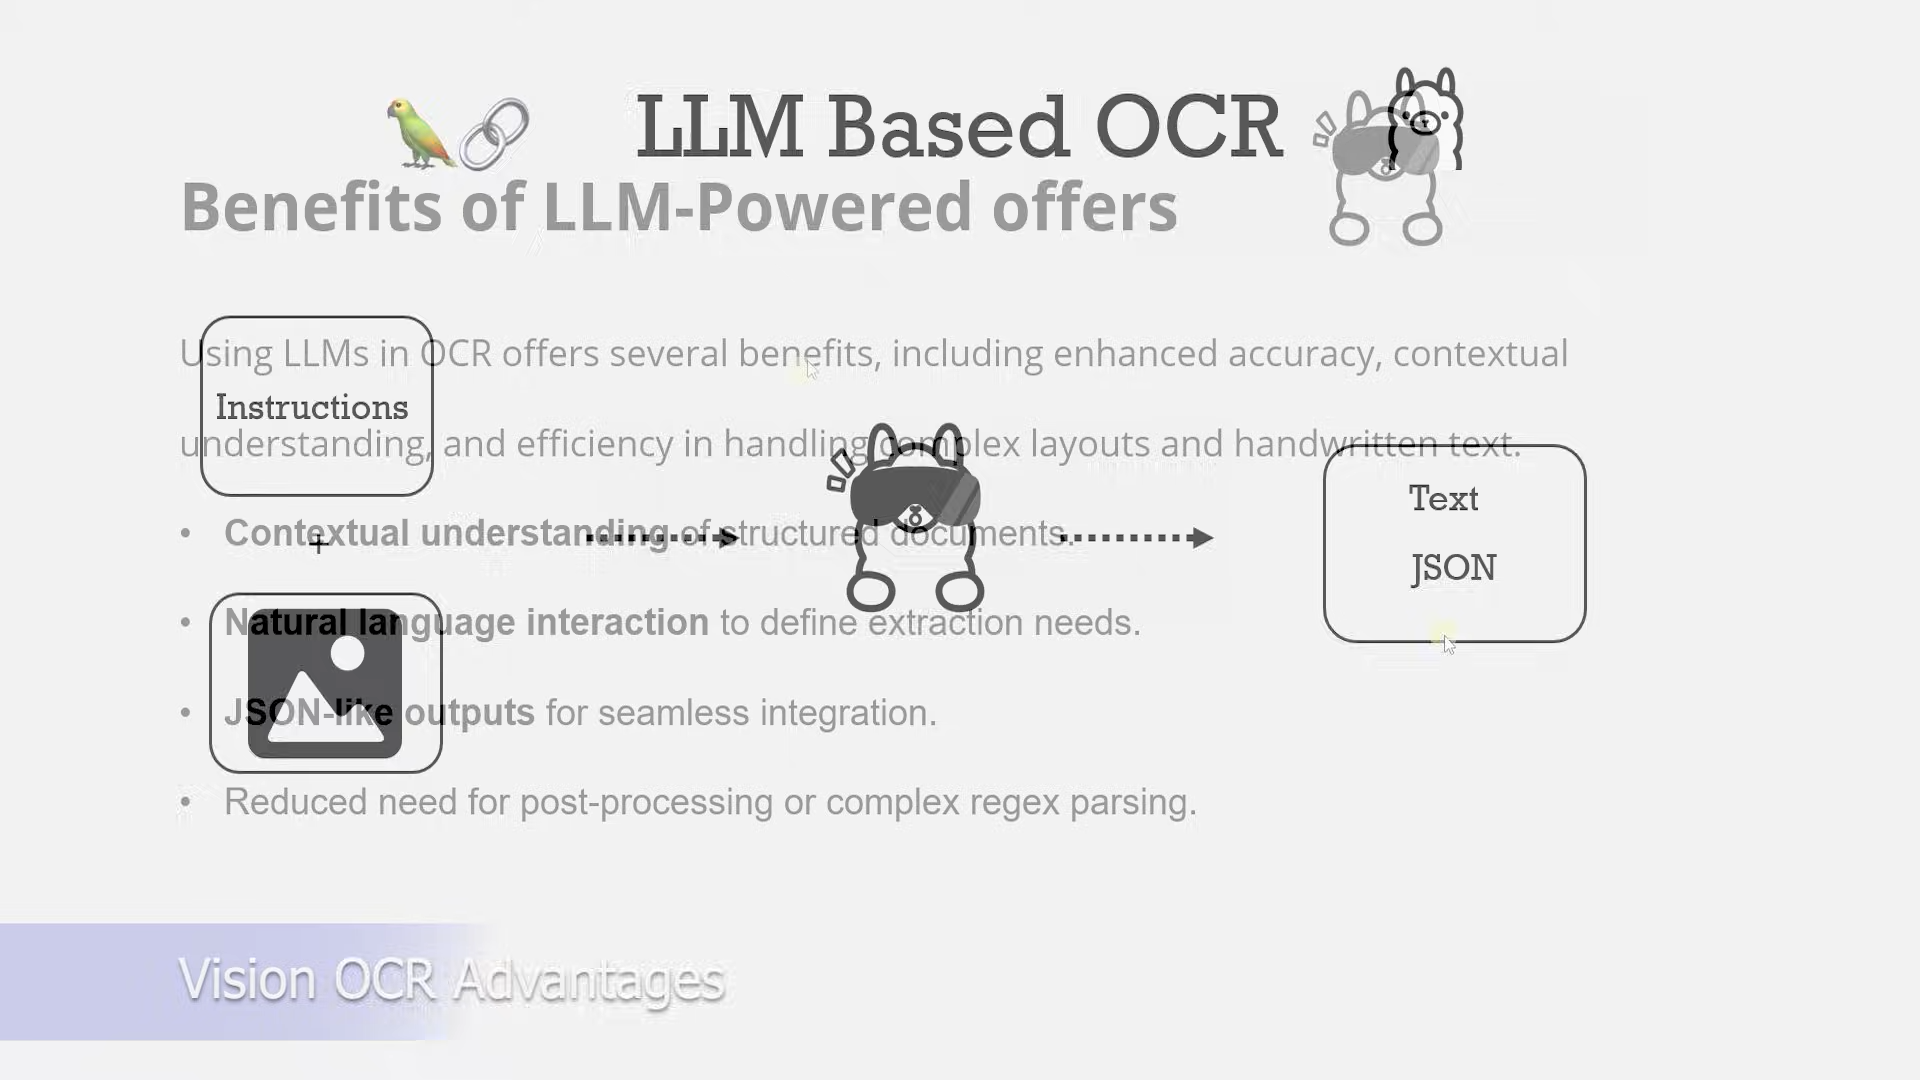 LLM Based OCR
Benefits of LLM-Powered offers
Using LLMs in OCR offers several benefits, including enhanced accuracy, contextual
understanding, and efficiency in handling complex layouts and handwritten text.
Instructions
+
Text
JSON
• Contextual understanding of structured documents.
• Natural language interaction to define extraction needs.
• JSON-like outputs for seamless integration.
• Reduced need for post-processing or complex regex parsing.
Vision OCR Advantages